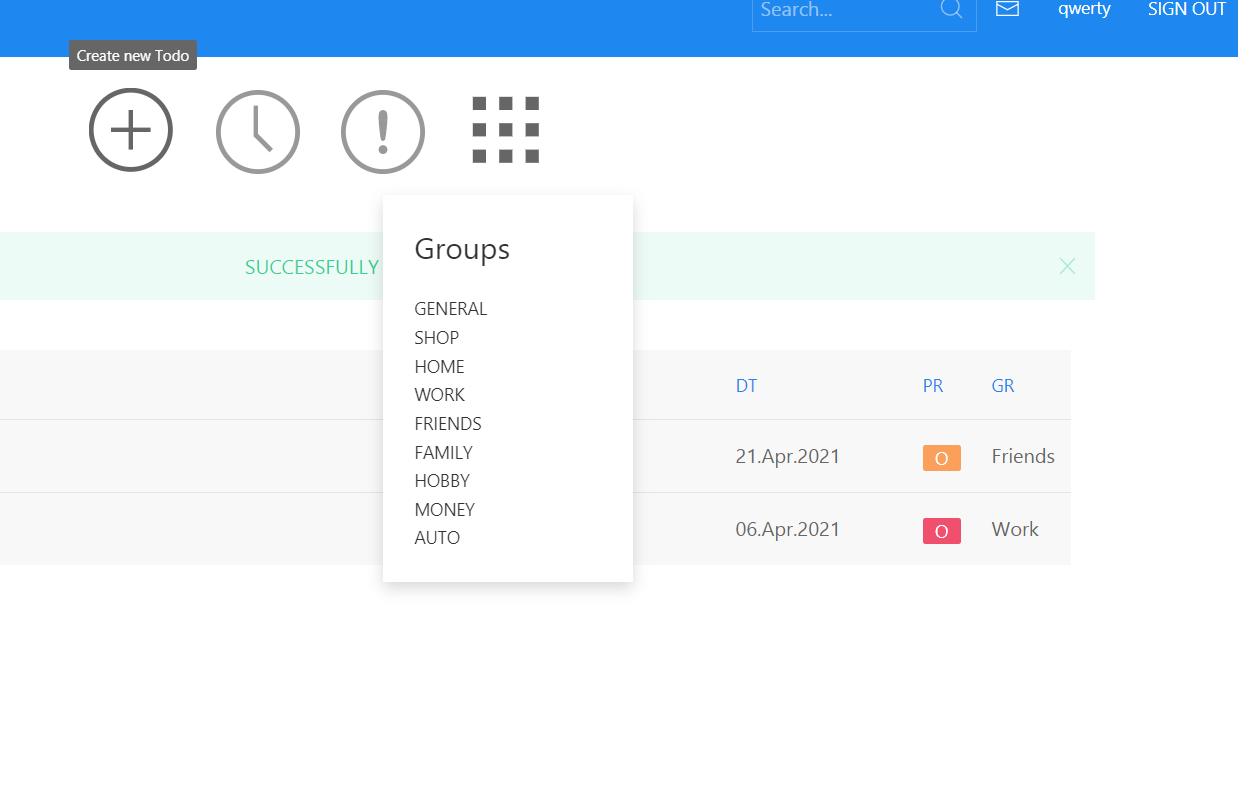 Search...
qwerty
SIGN OUT
Create new Todo
Groups
SUCCESSFULLY
GENERAL
SHOP
HOME
WORK
FRIENDS
FAMILY
HOBBY
MONEY
AUTO
DT PR GR
21.Apr.2021 O Friends
06.Apr.2021 O Work